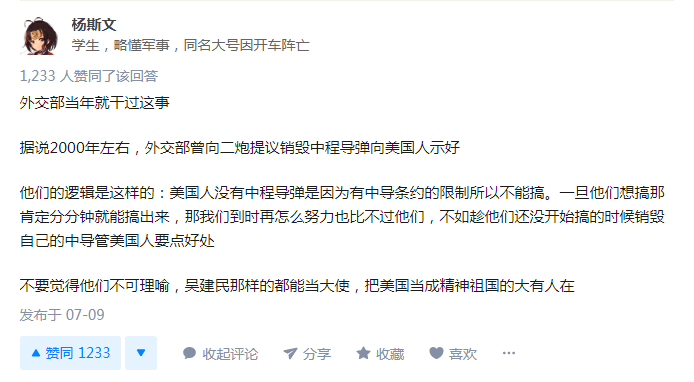 杨斯文
学生，略懂军事，同名大号因开车阵亡
1,233 人赞同了该回答
外交部当年就干过这事
据说2000年左右，外交部曾向二炮提议销毁中程导弹向美国人示好
他们的逻辑是这样的：美国人没有中程导弹是因为有中导条约的限制所以不能搞。一旦他们想搞那
肯定分分钟就能搞出来，那我们到时再怎么努力也比不过他们，不如趁他们还没开始搞的时候销毁
自己的中导管美国人要点好处
不要觉得他们不可理喻，吴建民那样的都能当大使，把美国当成精神祖国的大有人在
发布于 07-09
赞同 1233 收起评论 分享 收藏 喜欢